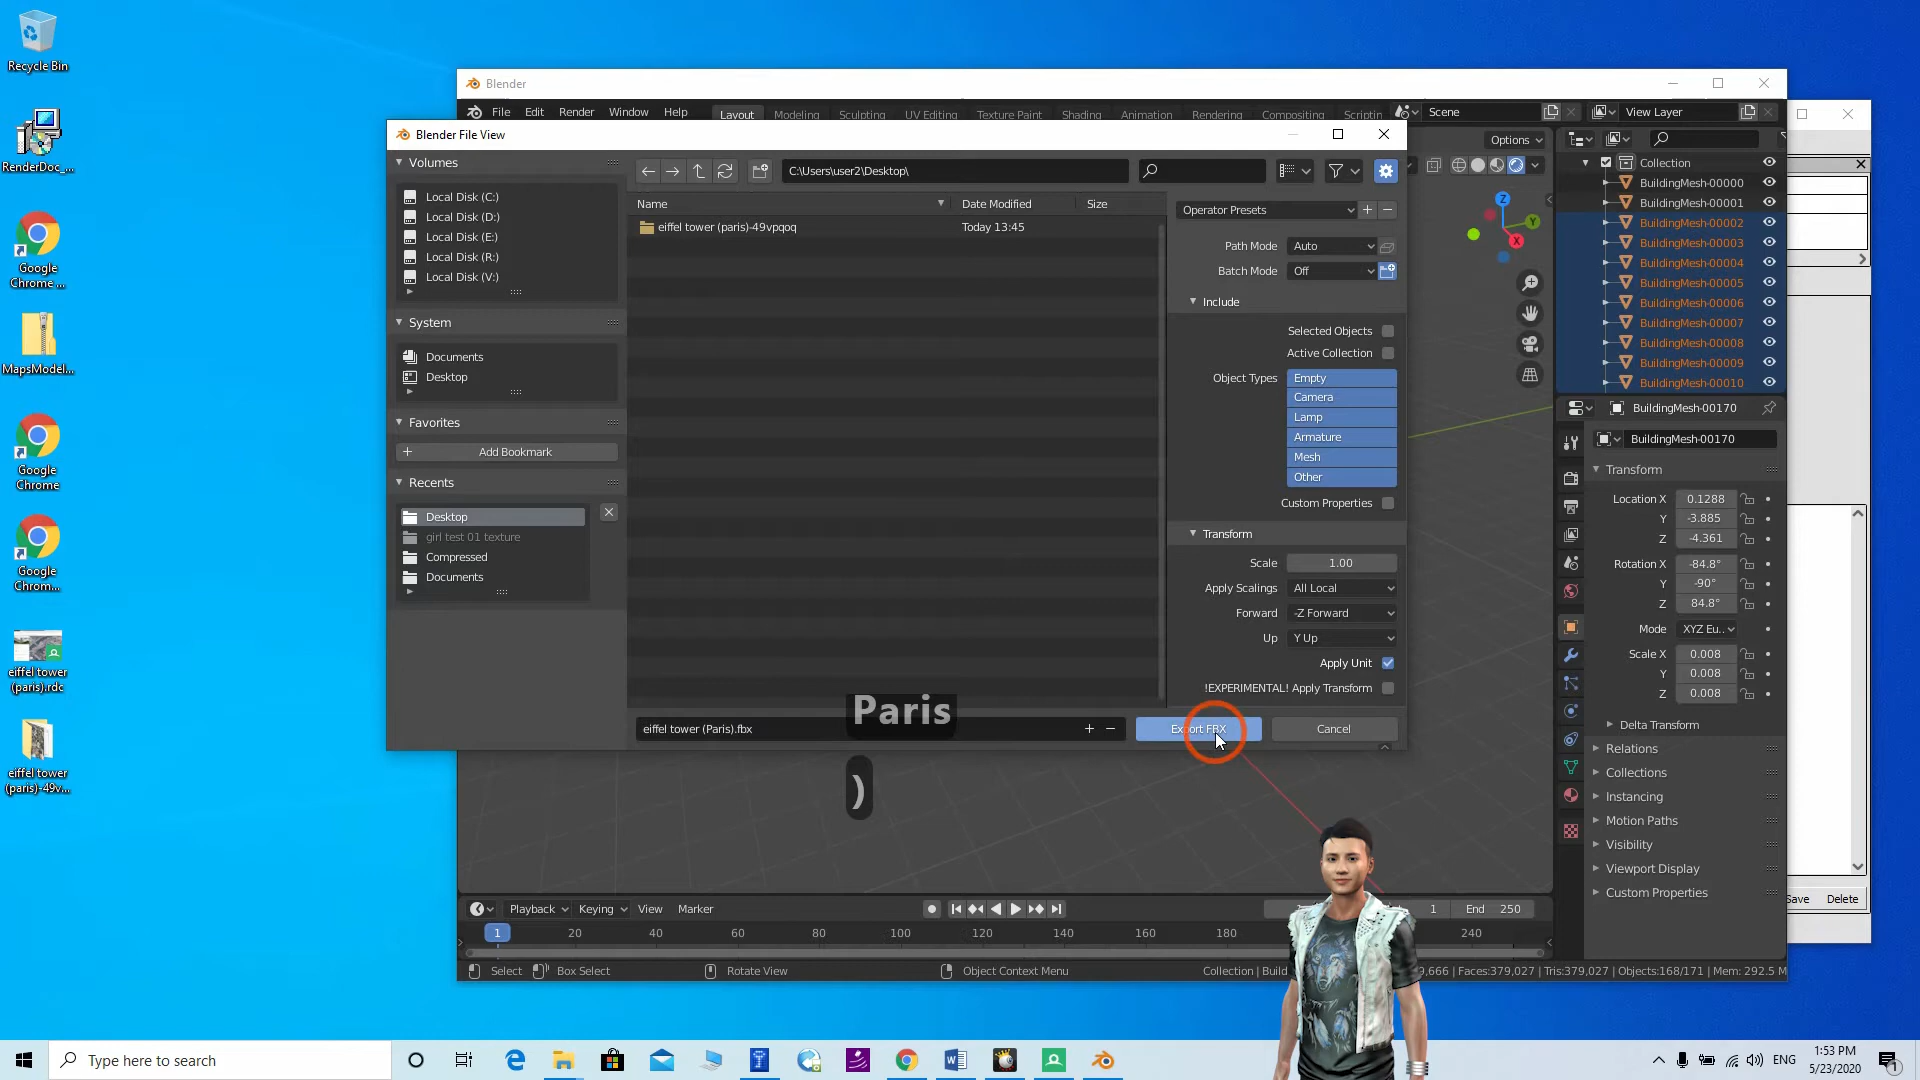 Recycle Bin
RenderDoc_...
Google
Chrome ...
MapsModel...
Google
Chrome
Google
Chrom...
eiffel tower
(paris).rdc
eiffel tower
(paris)-49v...
Blender
File Edit Render Window Help Layout Modeling Sculpting UV Editing Texture Paint Shading Animation Rendering Compositing Scriptin Scene View Layer
Blender File View
Options
Volumes
Local Disk (C:)
Local Disk (D:)
Local Disk (E:)
Local Disk (R:)
Local Disk (V:)
System
Documents
Desktop
Favorites
Add Bookmark
Recents
Desktop
girl test 01 texture
Compressed
Documents
C:\Users\user2\Desktop\
Name Date Modified Size
eiffel tower (paris)-49vpqoq Today 13:45
Operator Presets
Path Mode Auto
Batch Mode Off
Include
Selected Objects
Active Collection
Object Types Empty
Camera
Lamp
Armature
Mesh
Other
Custom Properties
Transform
Scale 1.00
Apply Scalings All Local
Forward -Z Forward
Up Y Up
Apply Unit
!EXPERIMENTAL! Apply Transform
eiffel tower (Paris).fbx
Export FBX
Cancel
Paris
)
Z
Y
X
Collection
BuildingMesh-00000
BuildingMesh-00001
BuildingMesh-00002
BuildingMesh-00003
BuildingMesh-00004
BuildingMesh-00005
BuildingMesh-00006
BuildingMesh-00007
BuildingMesh-00008
BuildingMesh-00009
BuildingMesh-00010
BuildingMesh-00170
BuildingMesh-00170
Transform
Location X 0.1288
Y -3.885
Z -4.361
Rotation X -84.8°
Y -90°
Z 84.8°
Mode XYZ Eu..
Scale X 0.008
Y 0.008
Z 0.008
Delta Transform
Relations
Collections
Instancing
Motion Paths
Visibility
Viewport Display
Custom Properties
Save Delete
Playback Keying View Marker 1 End 250
1 20 40 60 80 100 120 140 160 180 240
Select Box Select Rotate View Object Context Menu Collection | Build 9,666 | Faces:379,027 | Tris:379,027 | Objects:168/171 | Mem: 292.5 M
Type here to search
ENG
1:53 PM
5/23/2020
1